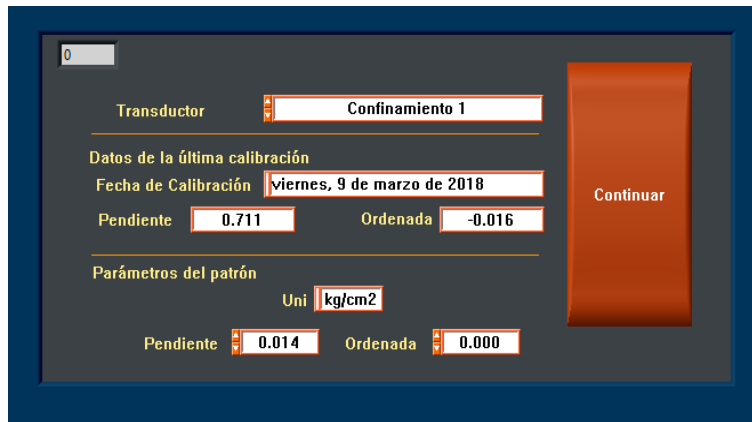 0
Transductor Confinamiento 1
Datos de la última calibración
Fecha de Calibración viernes, 9 de marzo de 2018
Continuar
Pendiente 0.711 Ordenada -0.016
Parámetros del patrón
Uni kg/cm2
Pendiente 0.014 Ordenada 0.000